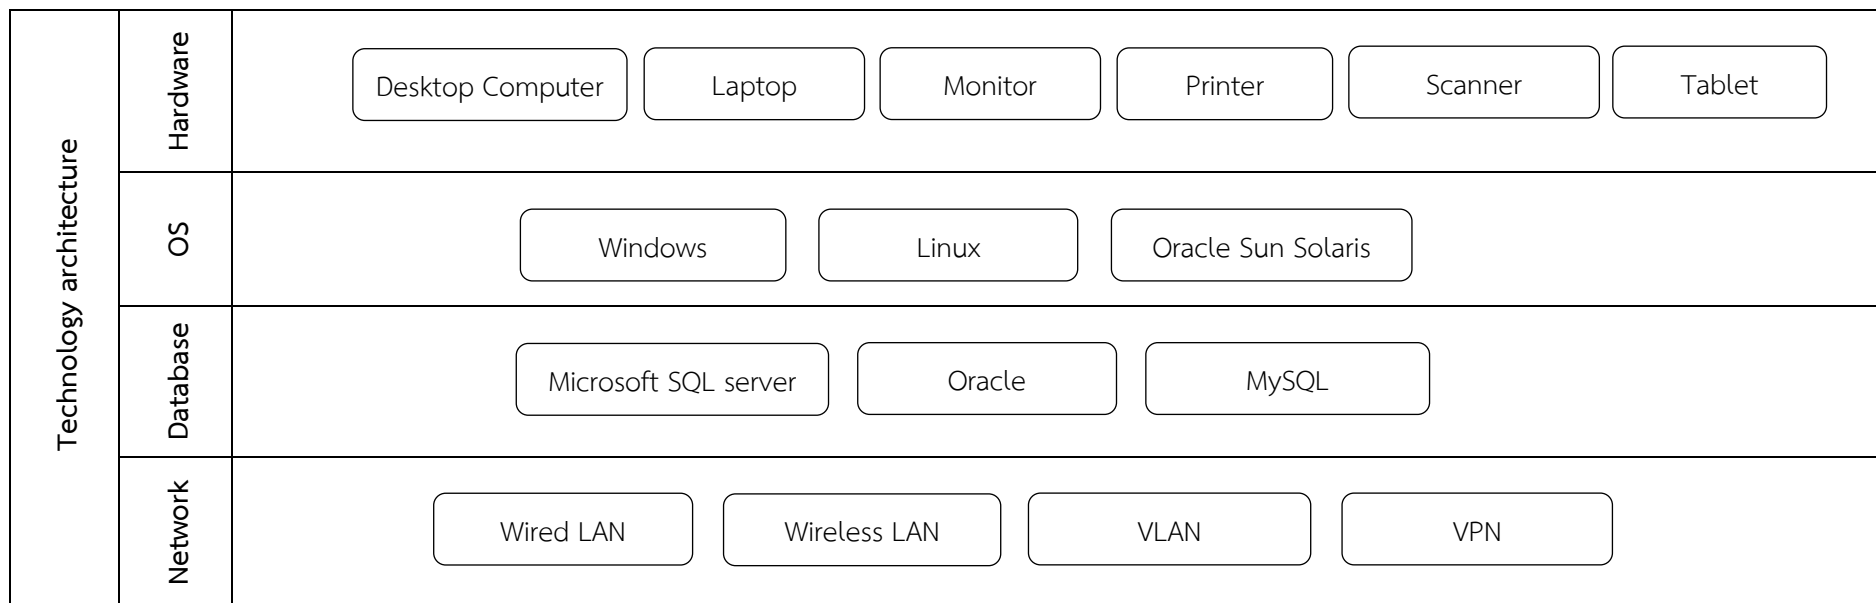 Technology architecture
Hardware
Desktop Computer
Laptop
Monitor
Printer
Scanner
Tablet
OS
Windows
Linux
Oracle Sun Solaris
Database
Microsoft SQL server
Oracle
MySQL
Network
Wired LAN
Wireless LAN
VLAN
VPN